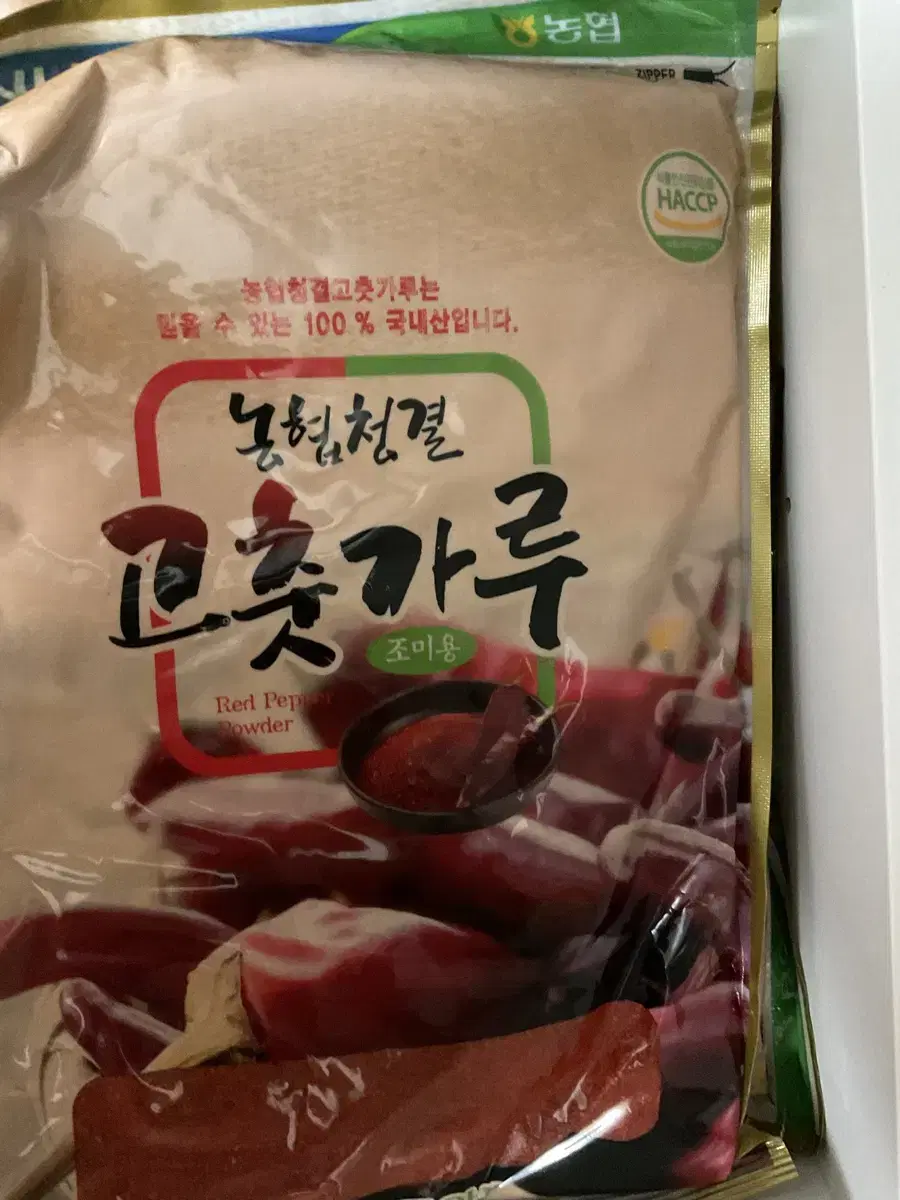 농협
ZIPPER
HACCP
농협청결고춧가루는
믿을 수 있는 100 % 국내산입니다.
농협청결
고춧가루
조미용
Red Pepper
Powder